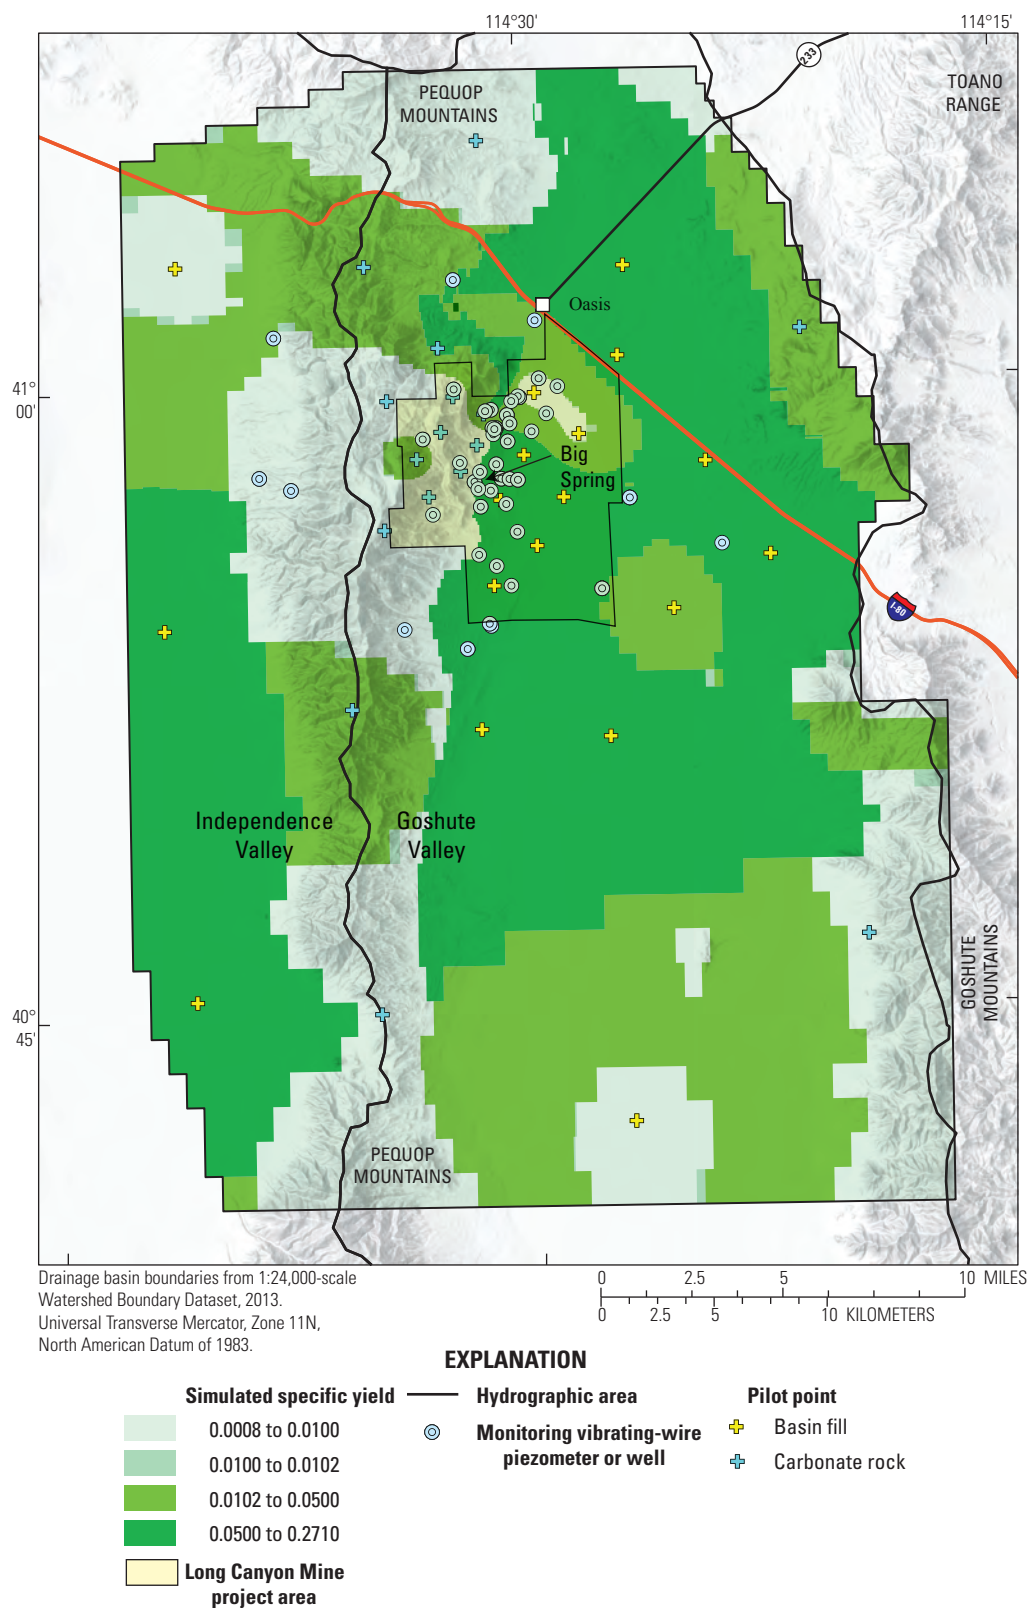 114°30'
114°15'
233
PEQUOP
MOUNTAINS
TOANO
RANGE
Oasis
41°
00'
Big
Spring
I-80
Independence
Valley
Goshute
Valley
GOSHUTE
MOUNTAINS
40°
45'
PEQUOP
MOUNTAINS
Drainage basin boundaries from 1:24,000-scale
Watershed Boundary Dataset, 2013.
Universal Transverse Mercator, Zone 11N,
North American Datum of 1983.
0 2.5 5 10 MILES
0 2.5 5 10 KILOMETERS
EXPLANATION
Simulated specific yield
0.0008 to 0.0100
0.0100 to 0.0102
0.0102 to 0.0500
0.0500 to 0.2710
Long Canyon Mine
project area
Hydrographic area
Monitoring vibrating-wire
piezometer or well
Pilot point
Basin fill
Carbonate rock